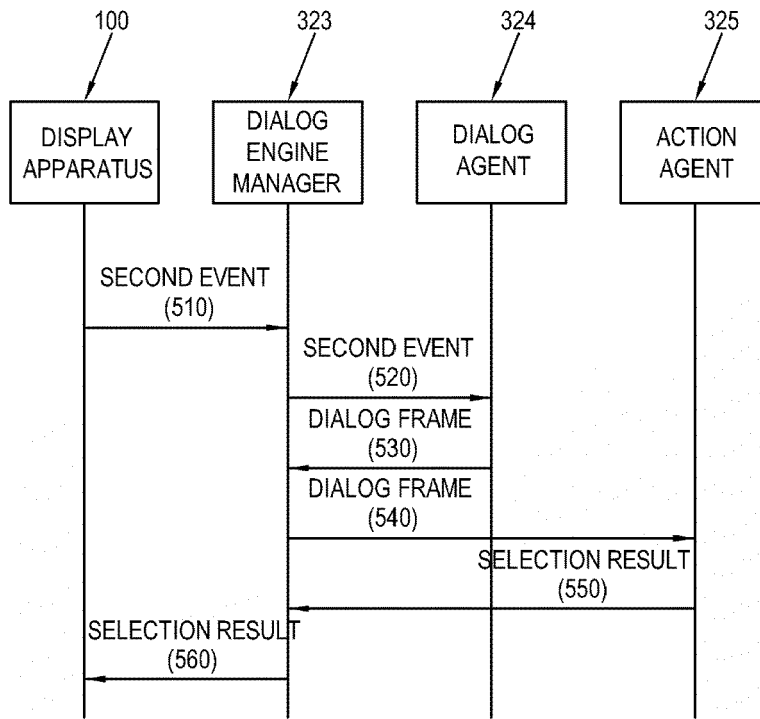 100
323
324
325
DISPLAY
APPARATUS
DIALOG
ENGINE
MANAGER
DIALOG
AGENT
ACTION
AGENT
SECOND EVENT
(510)
SECOND EVENT
(520)
DIALOG FRAME
(530)
DIALOG FRAME
(540)
SELECTION RESULT
(550)
SELECTION RESULT
(560)